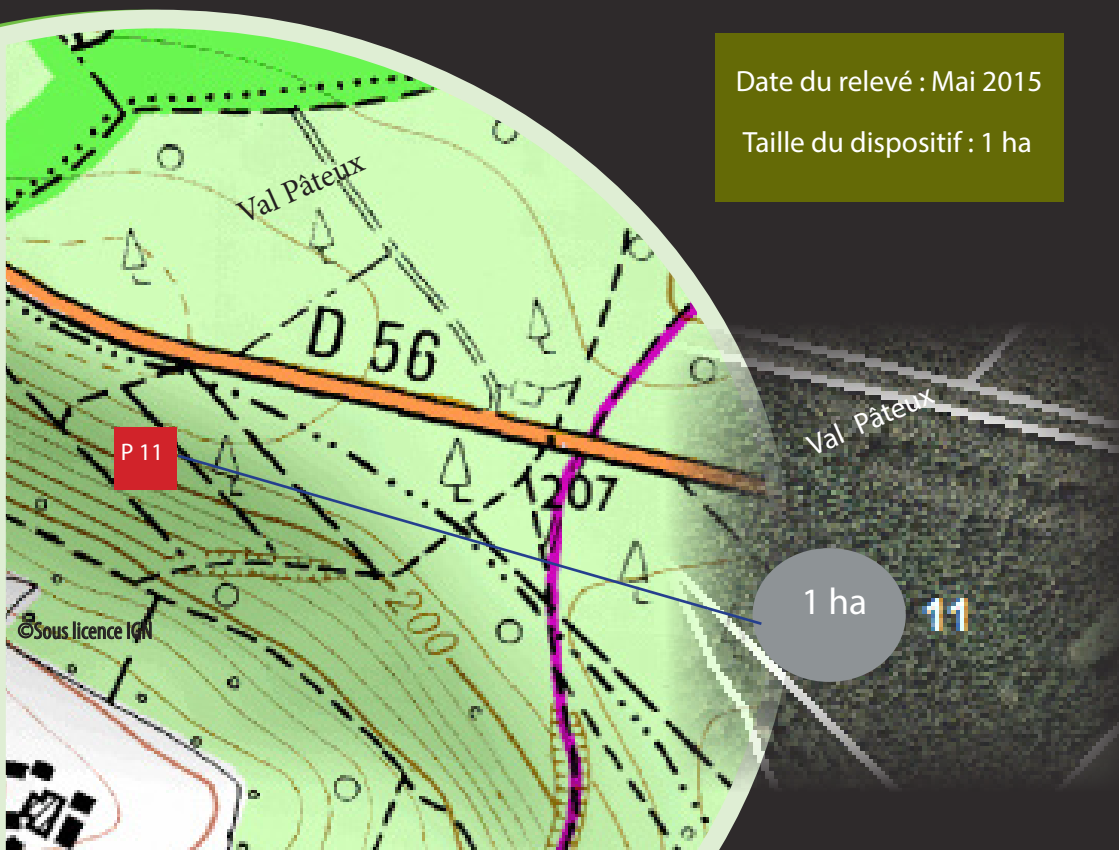 Date du relevé : Mai 2015
Taille du dispositif : 1 ha
Val Pâteux
D 56
Val Pâteux
P 11
207
1 ha
11
200
©Sous licence IGN